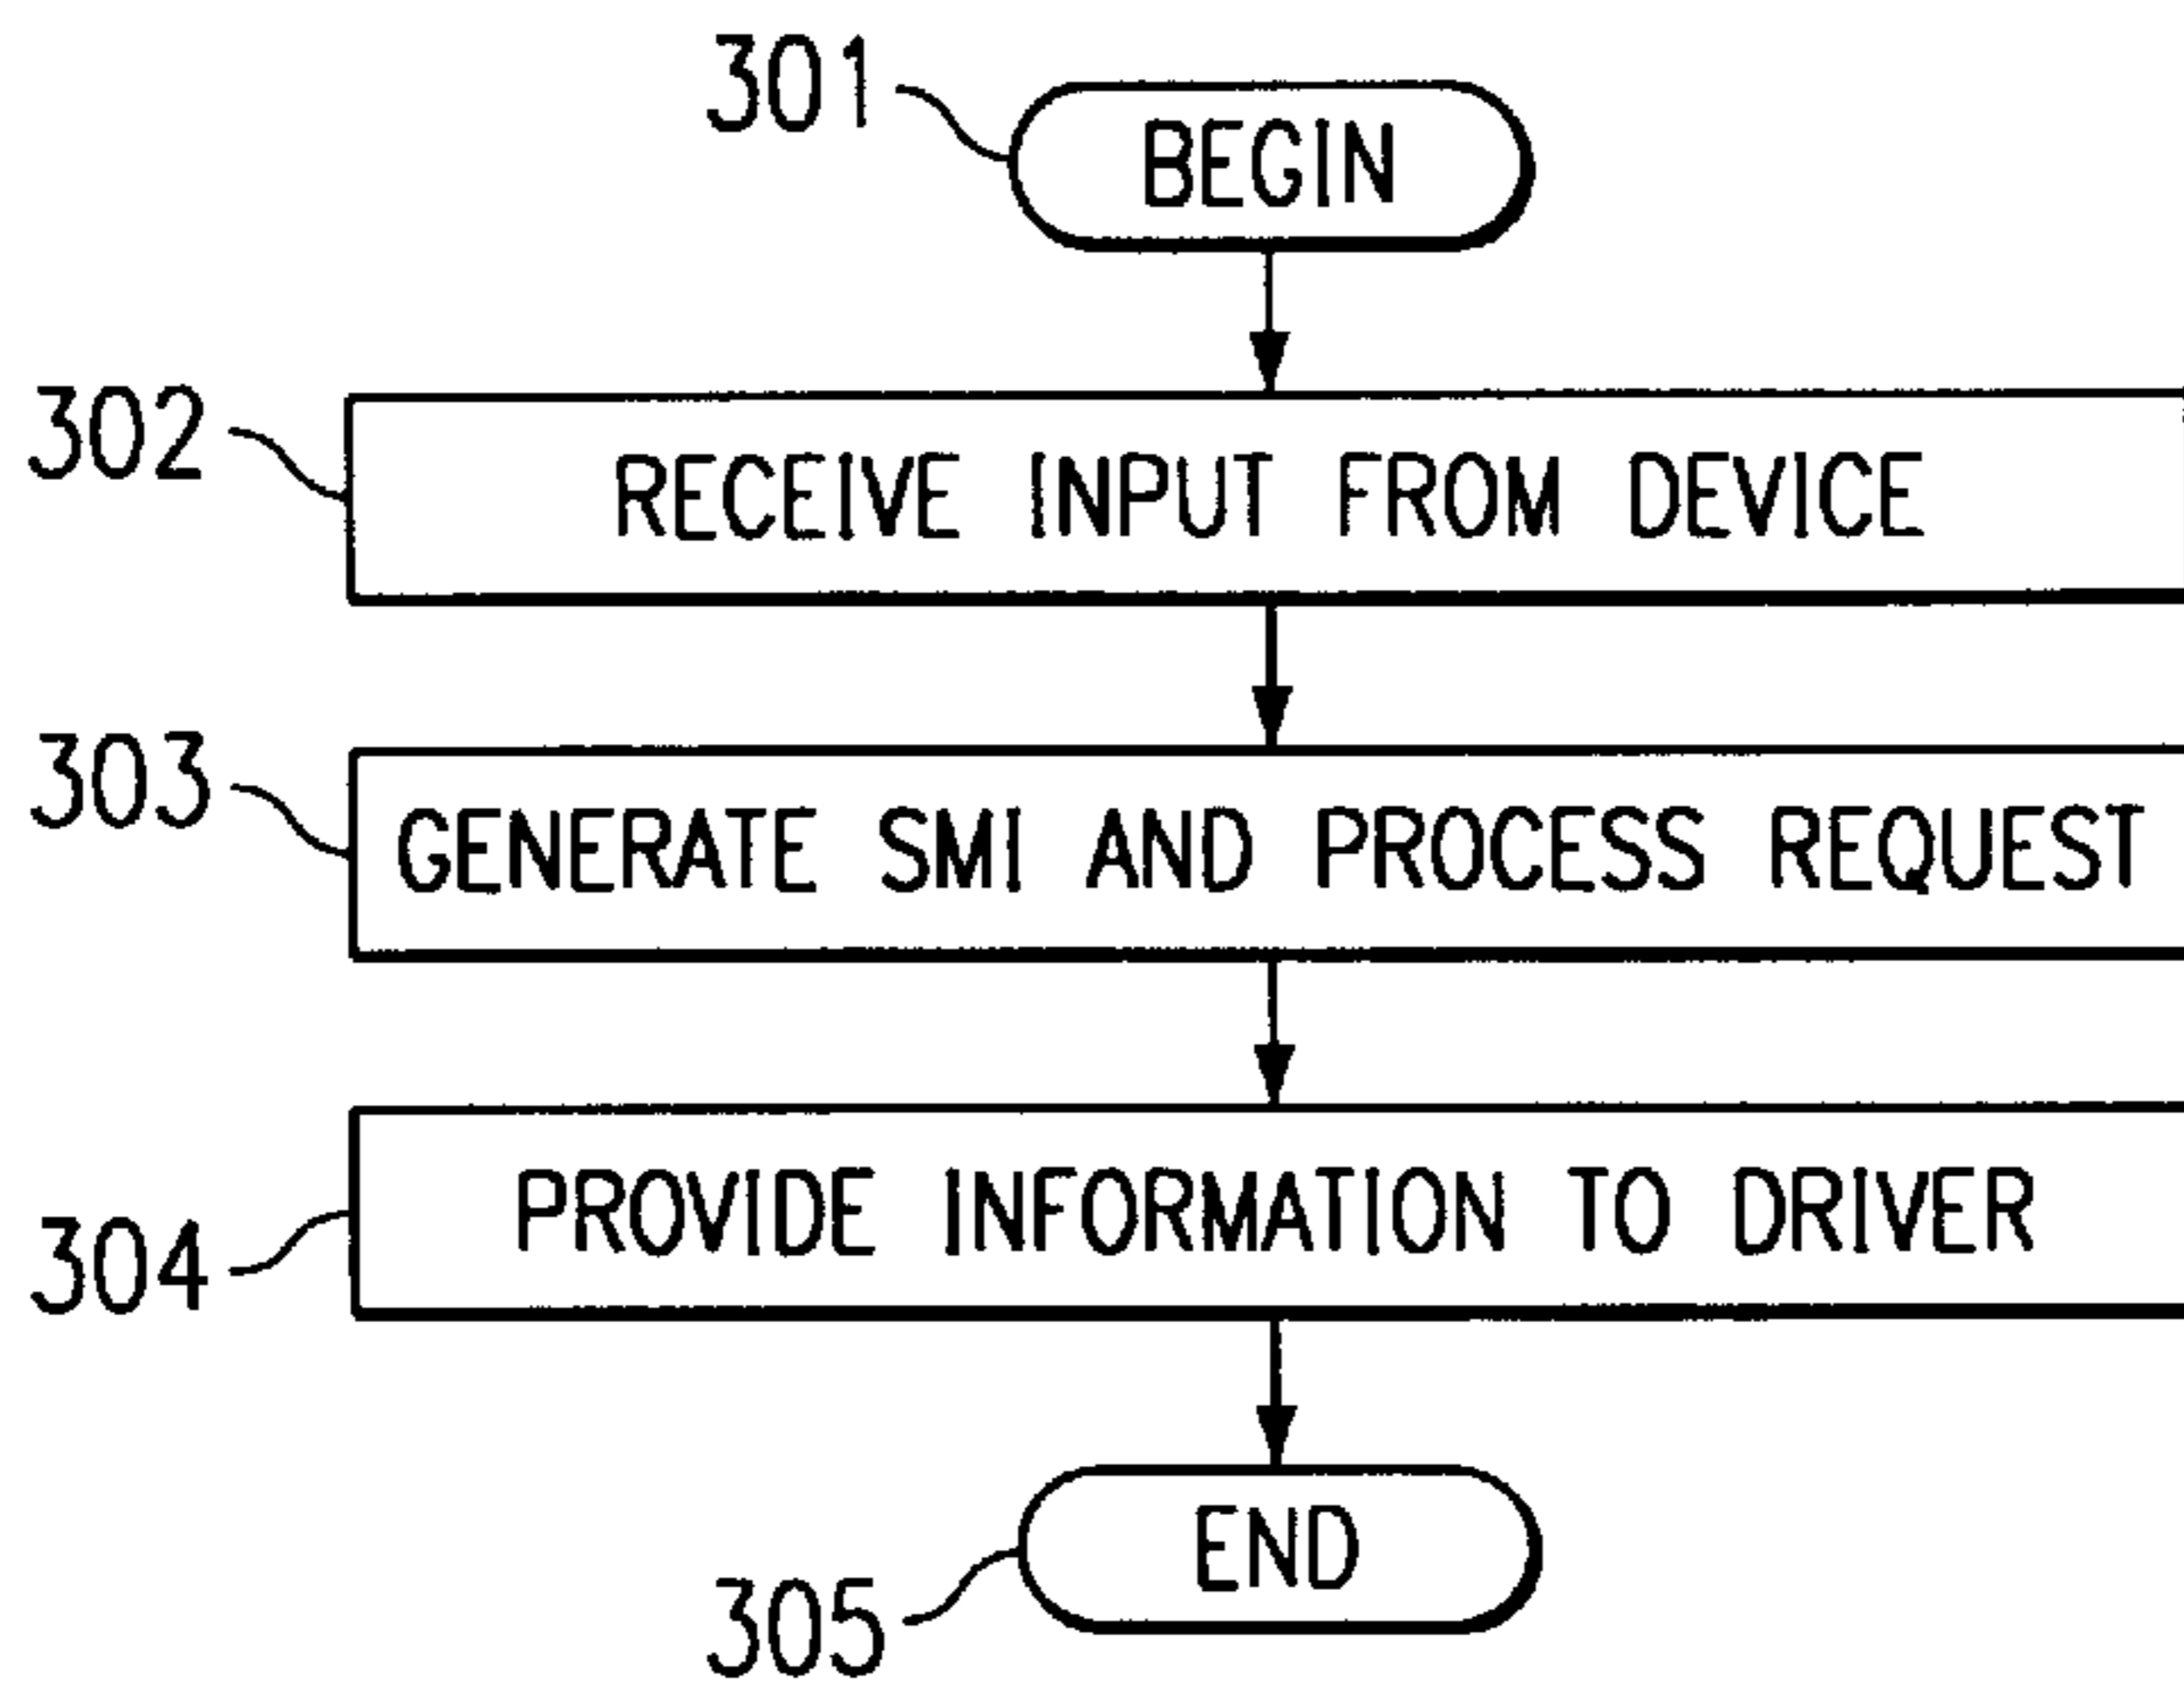 301
BEGIN
302
RECEIVE INPUT FROM DEVICE
303
GENERATE SMI AND PROCESS REQUEST
304
PROVIDE INFORMATION TO DRIVER
305
END